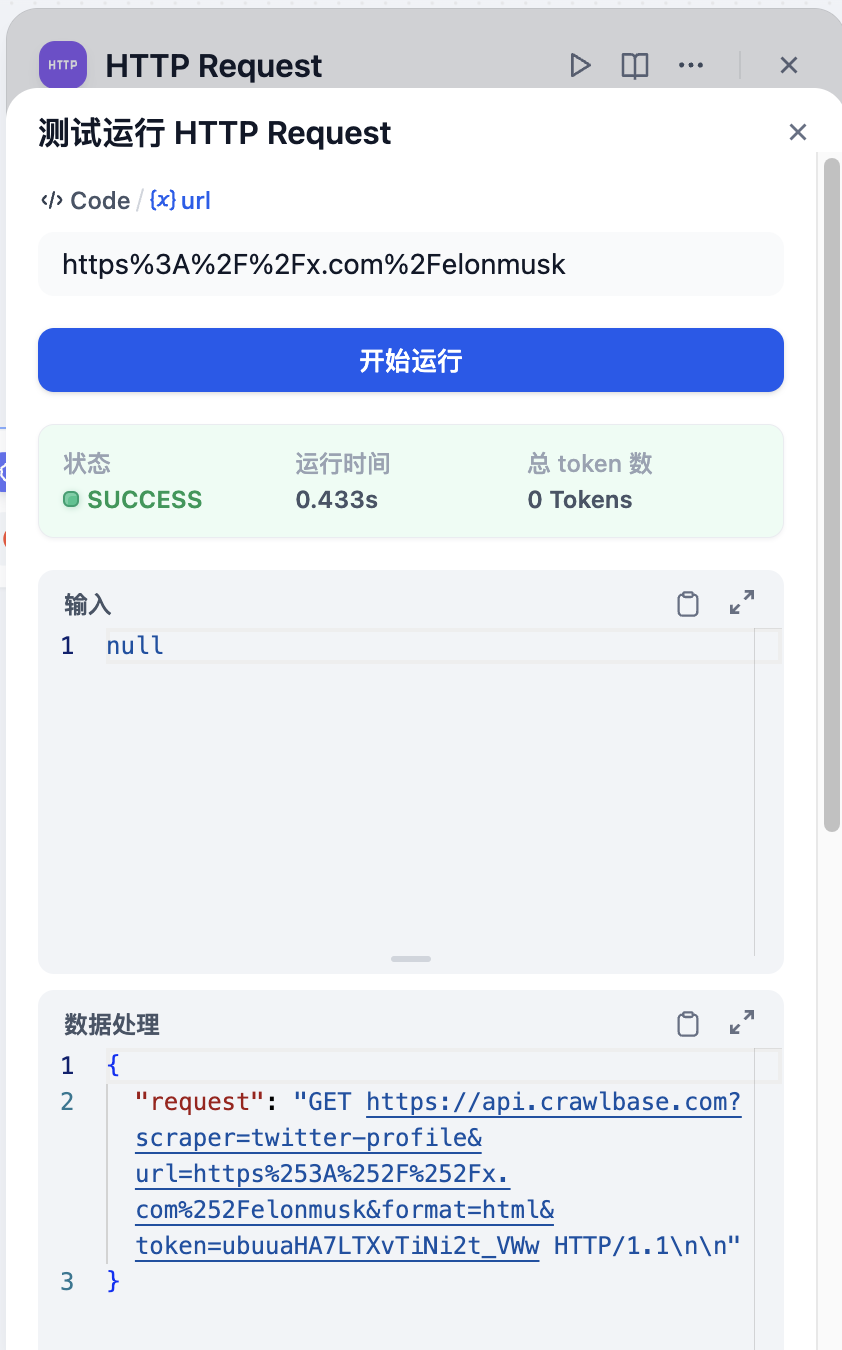 HTTP HTTP Request
测试运行 HTTP Request
</> Code / {x} url
https%3A%2F%2Fx.com%2Felonmusk
开始运行
状态 运行时间 总 token 数
SUCCESS 0.433s 0 Tokens
输入
1 null
数据处理
1 {
2 "request": "GET https://api.crawlbase.com?
scraper=twitter-profile&
url=https%253A%252F%252Fx.
com%252Felonmusk&format=html&
token=ubuuaHA7LTXvTiNi2t_VWw HTTP/1.1\n\n"
3 }